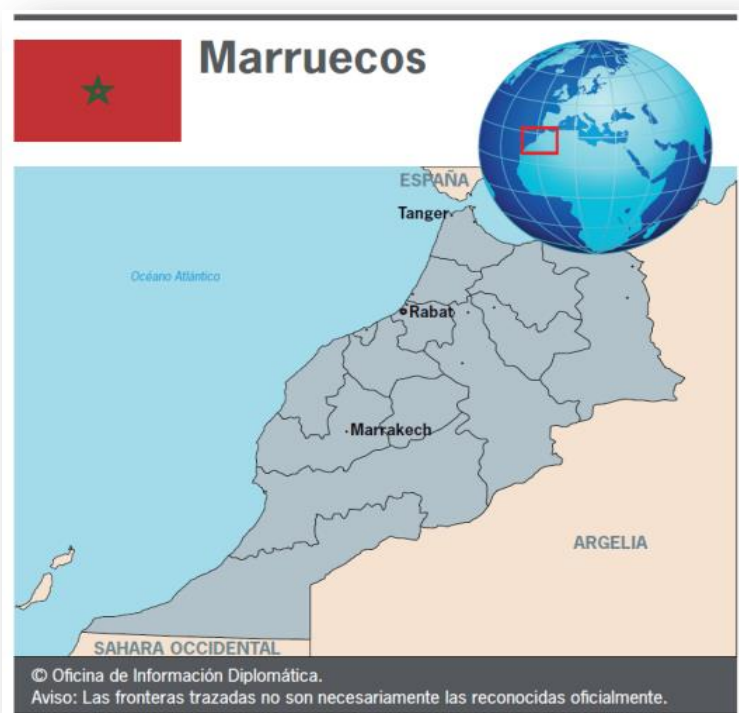 Marruecos
ESPAÑA
Tanger
Océano Atlántico
Rabat
Marrakech
ARGELIA
SAHARA OCCIDENTAL
© Oficina de Información Diplomática.
Aviso: Las fronteras trazadas no son necesariamente las reconocidas oficialmente.